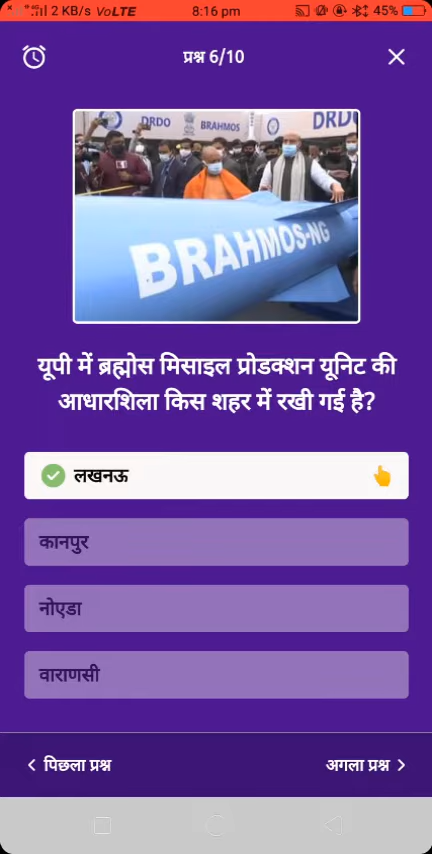 2 KB/s VoLTE 8:16 pm 45%
प्रश्न 6/10
DRDO BRAHMOS DRD
BRAHMOS-NG
यूपी में ब्रह्मोस मिसाइल प्रोडक्शन यूनिट की
आधारशिला किस शहर में रखी गई है?
लखनऊ
कानपुर
नोएडा
वाराणसी
पिछला प्रश्न अगला प्रश्न